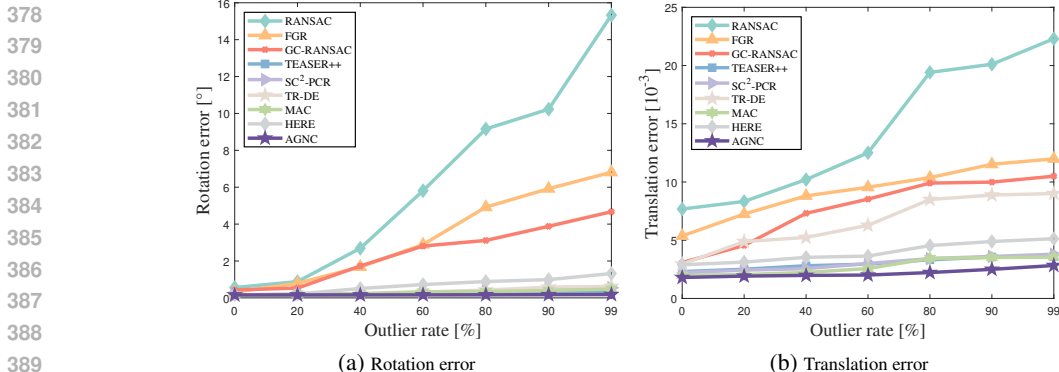 378
379
380
381
382
383
384
385
386
387
388
389
16
14
12
10
8
6
4
2
0
Rotation error [°]
RANSAC
FGR
GC-RANSAC
TEASER++
SC²-PCR
TR-DE
MAC
HERE
AGNC
0 20 40 60 80 90 99
Outlier rate [%]
(a) Rotation error
25
20
15
10
5
0
Translation error [10⁻³]
RANSAC
FGR
GC-RANSAC
TEASER++
SC²-PCR
TR-DE
MAC
HERE
AGNC
0 20 40 60 80 90 99
Outlier rate [%]
(b) Translation error